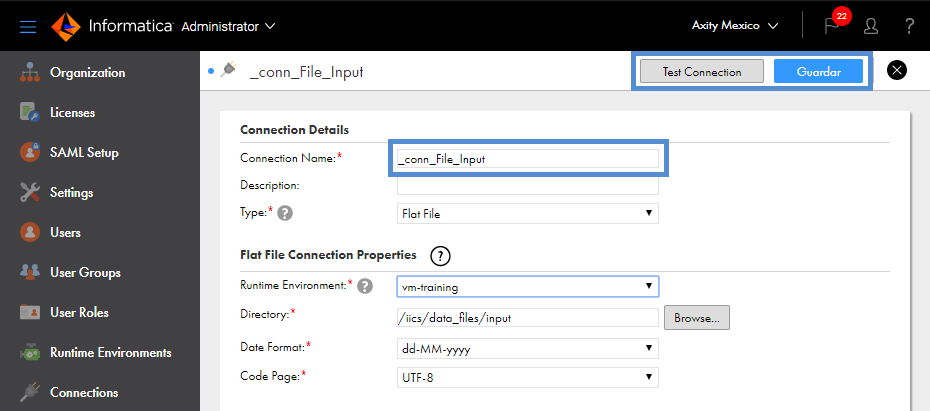 Informatica Administrator
Axity Mexico
22
?
Organization
Licenses
SAML Setup
Settings
Users
User Groups
User Roles
Runtime Environments
Connections
_conn_File_Input
Test Connection
Guardar
Connection Details
Connection Name:* _conn_File_Input
Description:
Type:* ? Flat File
Flat File Connection Properties ?
Runtime Environment:* ? vm-training
Directory:* /iics/data_files/input Browse...
Date Format:* dd-MM-yyyy
Code Page:* UTF-8